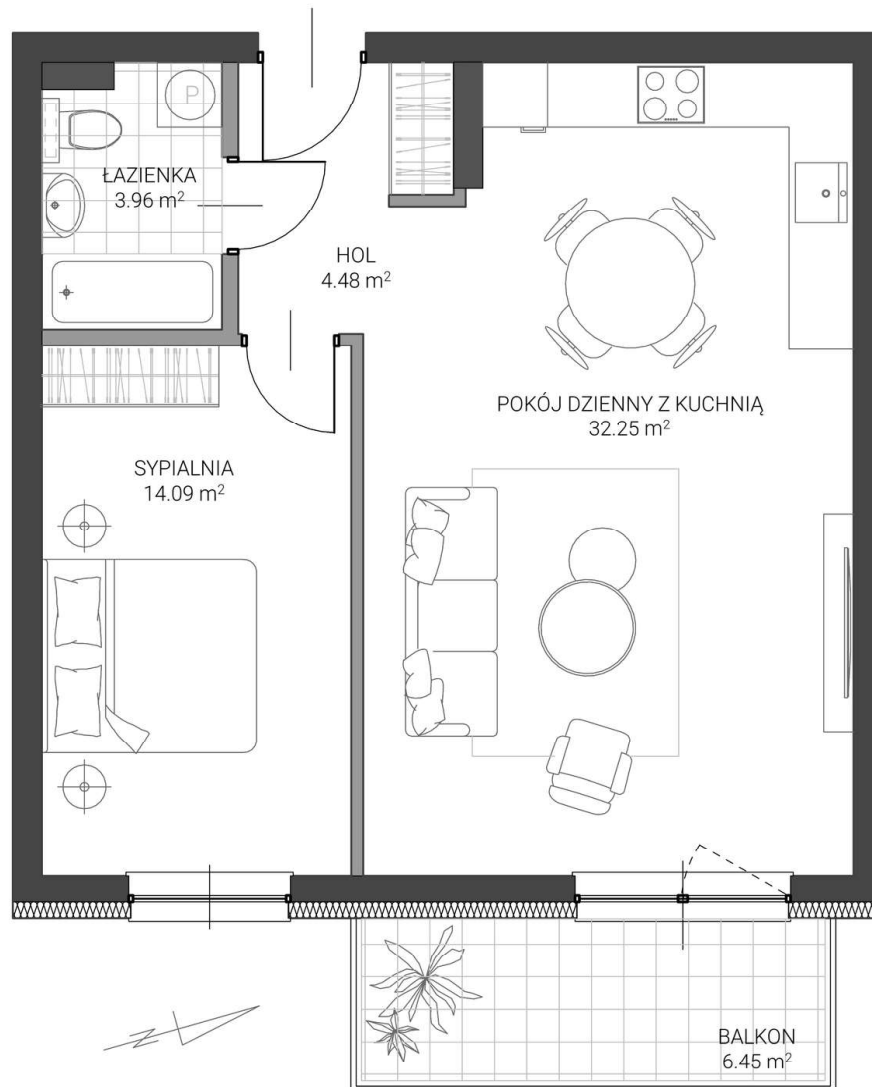 P
ŁAZIENKA
3.96 m²
HOL
4.48 m²
POKÓJ DZIENNY Z KUCHNIĄ
32.25 m²
SYPIALNIA
14.09 m²
N
BALKON
6.45 m²